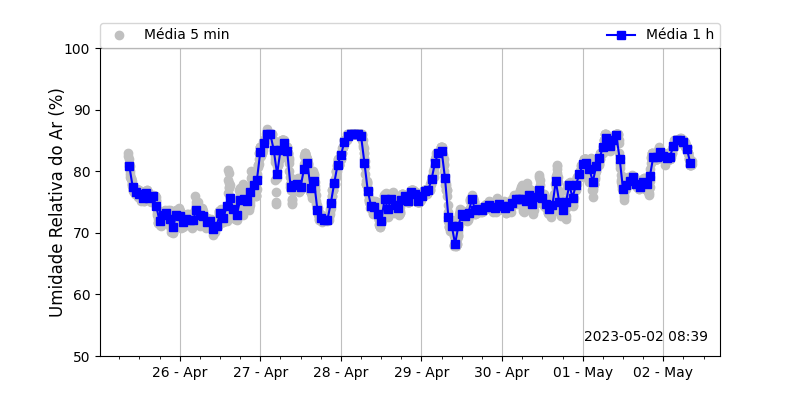 Média 5 min
Média 1 h
100
90
80
70
60
50
Umidade Relativa do Ar (%)
2023-05-02 08:39
26 - Apr
27 - Apr
28 - Apr
29 - Apr
30 - Apr
01 - May
02 - May